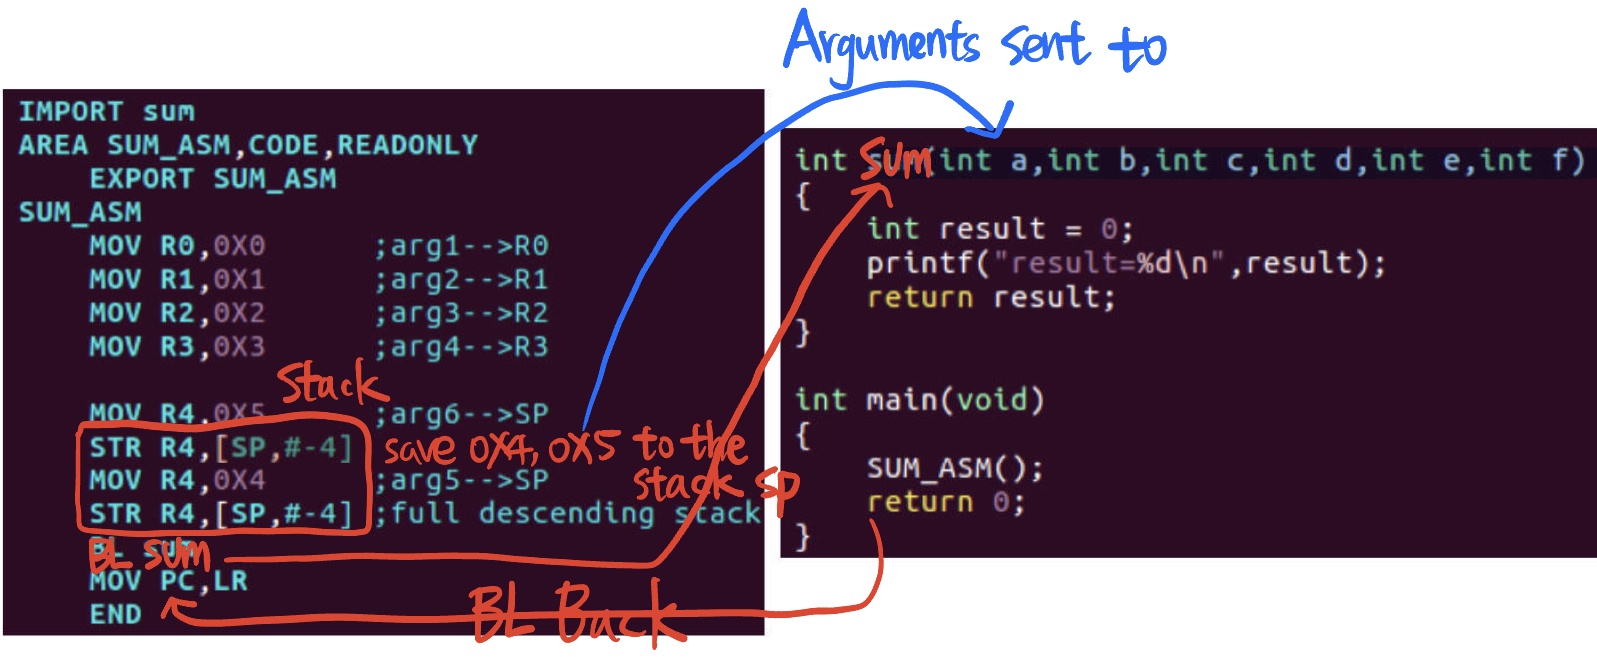 Arguments sent to
IMPORT sum
AREA SUM_ASM,CODE,READONLY
EXPORT SUM_ASM
SUM_ASM
MOV R0,0X0 ;arg1-->R0
MOV R1,0X1 ;arg2-->R1
MOV R2,0X2 ;arg3-->R2
MOV R3,0X3 ;arg4-->R3
Stack
MOV R4,0X5 ;arg6-->SP
STR R4,[SP,#-4]
save 0X4, 0X5 to the
stack sp
MOV R4,0X4 ;arg5-->SP
STR R4,[SP,#-4] ;full descending stack
BL sum
MOV PC,LR
END
BL Back
int sum(int a,int b,int c,int d,int e,int f)
{
int result = 0;
printf("result=%d\n",result);
return result;
}
int main(void)
{
SUM_ASM();
return 0;
}